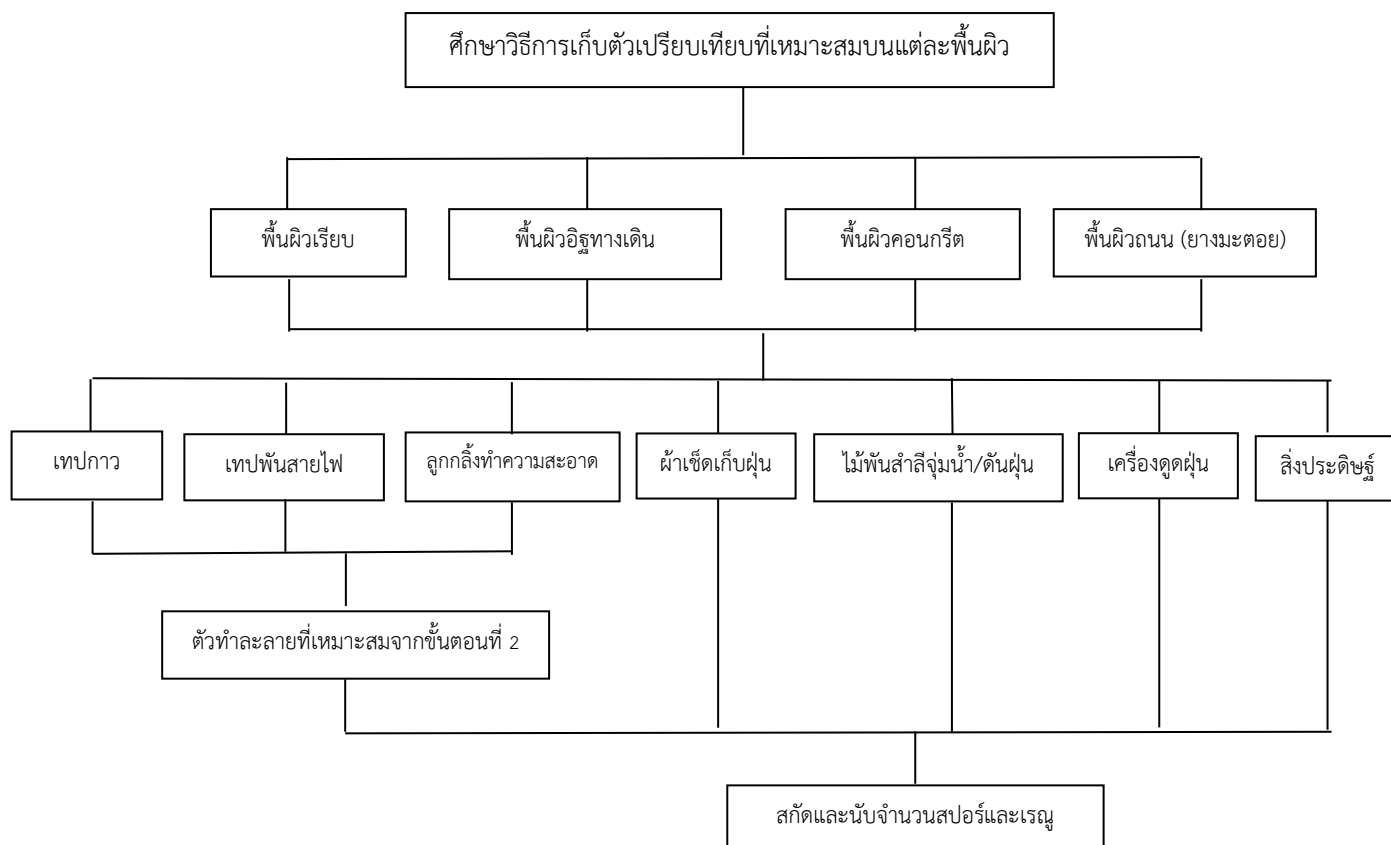 ศึกษาวิธีการเก็บตัวเปรียบเทียบที่เหมาะสมบนแต่ละพื้นผิว
พื้นผิวเรียบ
พื้นผิวอิฐทางเดิน
พื้นผิวคอนกรีต
พื้นผิวถนน (ยางมะตอย)
เทปกาว
เทปพันสายไฟ
ลูกกลิ้งทำความสะอาด
ผ้าเช็ดเก็บฝุ่น
ไม้พันสำลีจุ่มน้ำ/ดันฝุ่น
เครื่องดูดฝุ่น
สิ่งประดิษฐ์
ตัวทำละลายที่เหมาะสมจากขั้นตอนที่ 2
สกัดและนับจำนวนสปอร์และเรณู